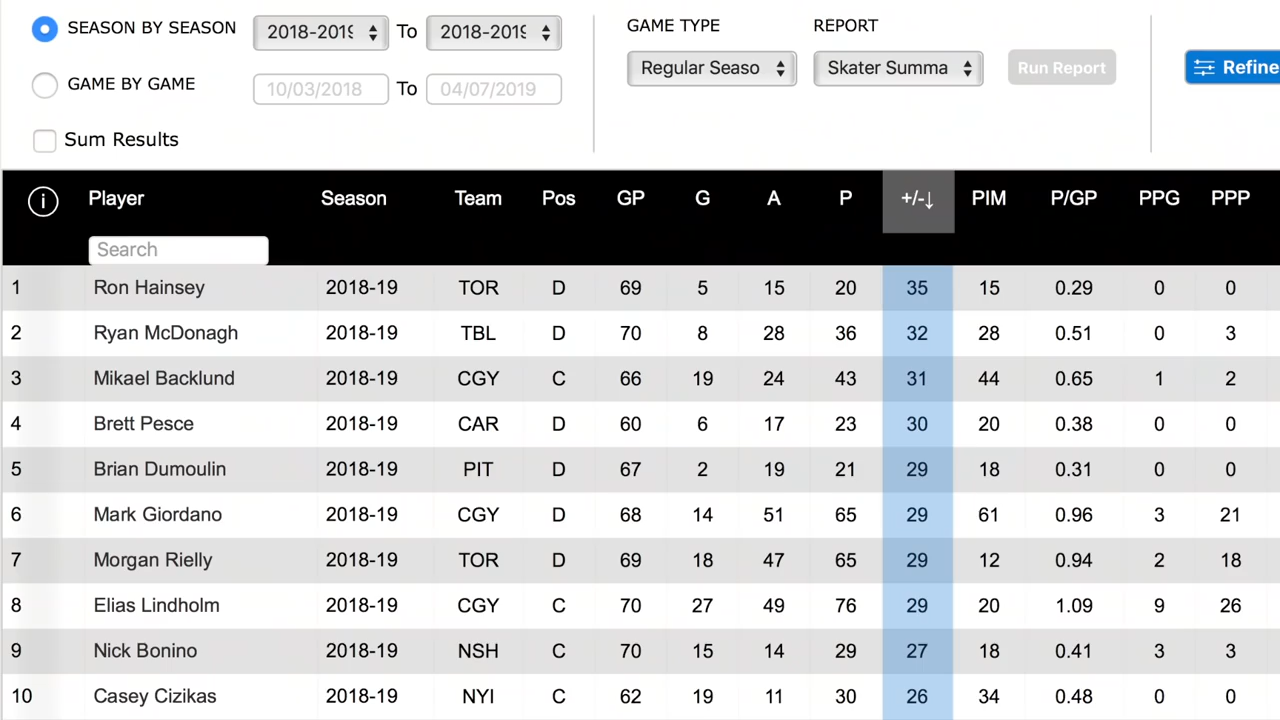 SEASON BY SEASON 2018-2019 To 2018-2019 GAME TYPE REPORT
Regular Seaso Skater Summa Run Report Refine
GAME BY GAME 10/03/2018 To 04/07/2019
Sum Results
i Player Season Team Pos GP G A P +/-↓ PIM P/GP PPG PPP
Search
1 Ron Hainsey 2018-19 TOR D 69 5 15 20 35 15 0.29 0 0
2 Ryan McDonagh 2018-19 TBL D 70 8 28 36 32 28 0.51 0 3
3 Mikael Backlund 2018-19 CGY C 66 19 24 43 31 44 0.65 1 2
4 Brett Pesce 2018-19 CAR D 60 6 17 23 30 20 0.38 0 0
5 Brian Dumoulin 2018-19 PIT D 67 2 19 21 29 18 0.31 0 0
6 Mark Giordano 2018-19 CGY D 68 14 51 65 29 61 0.96 3 21
7 Morgan Rielly 2018-19 TOR D 69 18 47 65 29 12 0.94 2 18
8 Elias Lindholm 2018-19 CGY C 70 27 49 76 29 20 1.09 9 26
9 Nick Bonino 2018-19 NSH C 70 15 14 29 27 18 0.41 3 3
10 Casey Cizikas 2018-19 NYI C 62 19 11 30 26 34 0.48 0 0